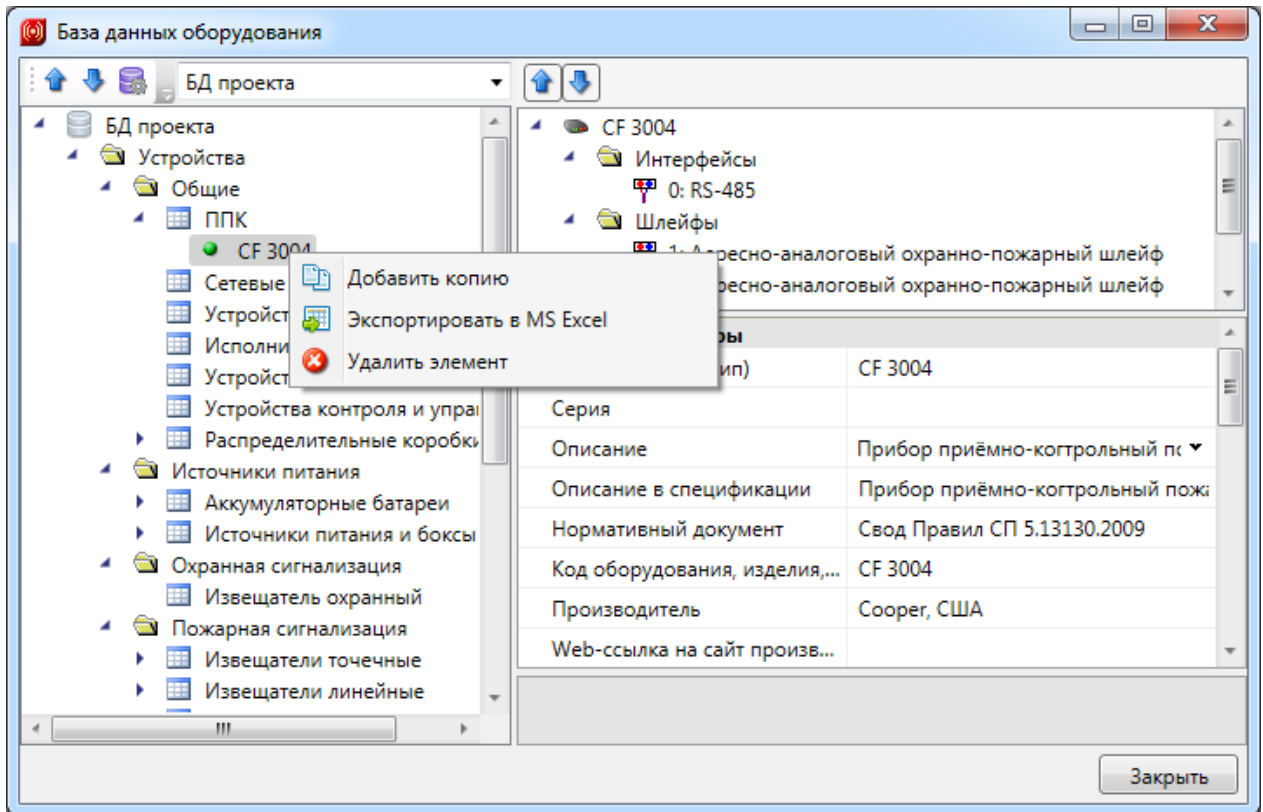 База данных оборудования
БД проекта
БД проекта
Устройства
Общие
ППК
CF 3004
Сетевые
Устройст
Исполни
Устройст
Устройства контроля и упра
Распределительные коробки
Источники питания
Аккумуляторные батареи
Источники питания и боксы
Охранная сигнализация
Извещатель охранный
Пожарная сигнализация
Извещатели точечные
Извещатели линейные
Добавить копию
Экспортировать в MS Excel
Удалить элемент
CF 3004
Интерфейсы
0: RS-485
Шлейфы
1: Адресно-аналоговый охранно-пожарный шлейф
ресно-аналоговый охранно-пожарный шлейф
ры
ип) CF 3004
Серия
Описание Прибор приёмно-когтрольный по
Описание в спецификации Прибор приёмно-когтрольный пожа
Нормативный документ Свод Правил СП 5.13130.2009
Код оборудования, изделия,... CF 3004
Производитель Cooper, США
Web-ссылка на сайт произв...
Закрыть